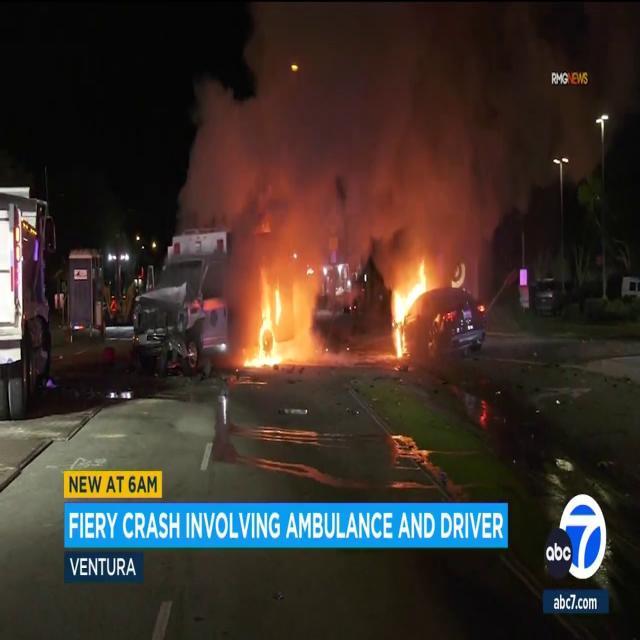 RMGNEWS
NEW AT 6AM
FIERY CRASH INVOLVING AMBULANCE AND DRIVER
VENTURA
abc 7
abc7.com